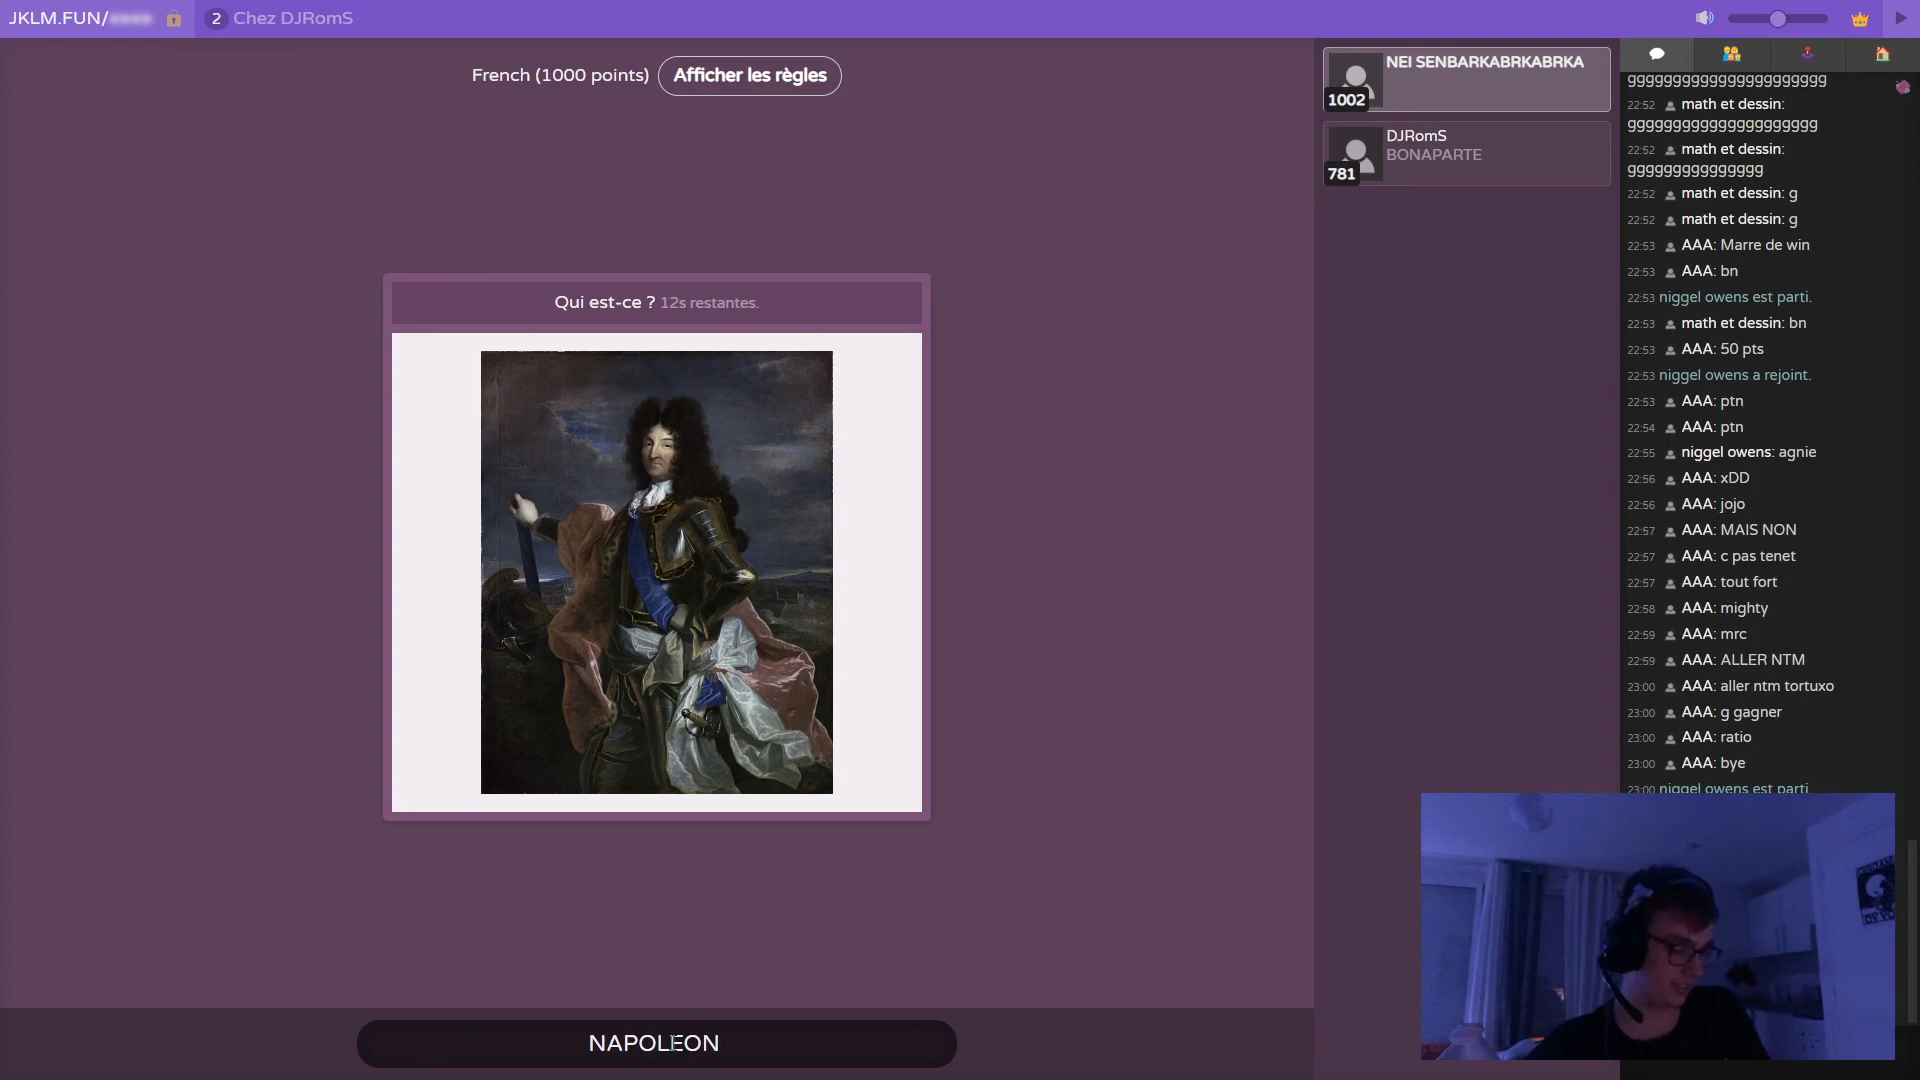 JKLM.FUN/
2 Chez DJRomS
French (1000 points) Afficher les règles
Qui est-ce ? 12s restantes.
NAPOLEON
NEI SENBARKABRKABRKA
1002
DJRomS
BONAPARTE
781
gggggggggggggggggggggg
22:52 math et dessin:
ggggggggggggggggggggg
22:52 math et dessin:
ggggggggggggggg
22:52 math et dessin: g
22:52 math et dessin: g
22:53 AAA: Marre de win
22:53 AAA: bn
22:53 niggel owens est parti.
22:53 math et dessin: bn
22:53 AAA: 50 pts
22:53 niggel owens a rejoint.
22:53 AAA: ptn
22:54 AAA: ptn
22:55 niggel owens: agnie
22:56 AAA: xDD
22:56 AAA: jojo
22:57 AAA: MAIS NON
22:57 AAA: c pas tenet
22:57 AAA: tout fort
22:58 AAA: mighty
22:59 AAA: mrc
22:59 AAA: ALLER NTM
23:00 AAA: aller ntm tortuxo
23:00 AAA: g gagner
23:00 AAA: ratio
23:00 AAA: bye
23:00 niggel owens est parti.